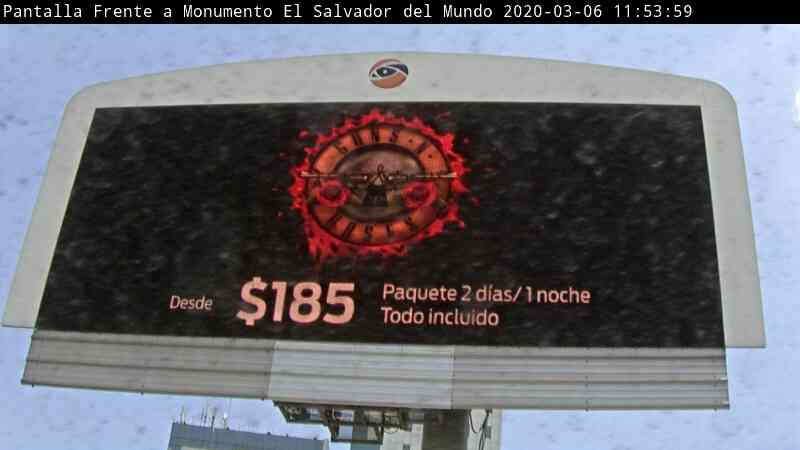 Pantalla Frente a Monumento El Salvador del Mundo 2020-03-06 11:53:59
GUNS N'
ROSES
Desde $185 Paquete 2 días/1 noche
Todo incluido